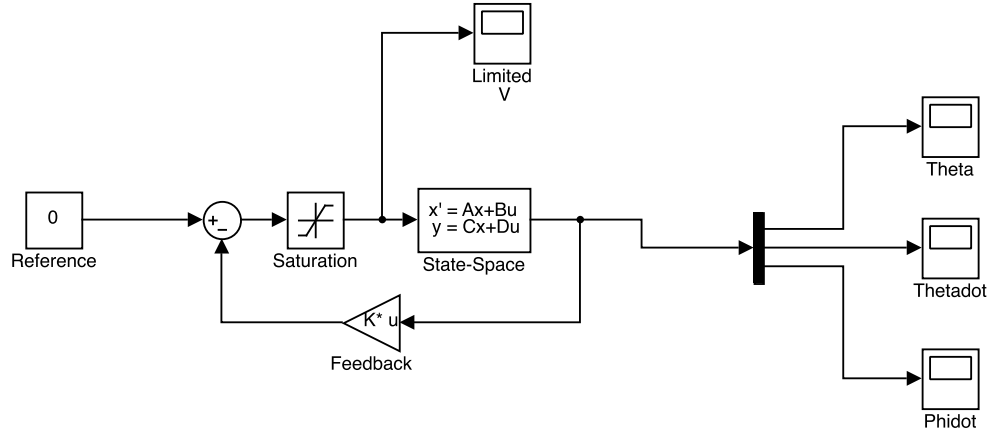 Limited
V
Theta
0
Reference
+
−
Saturation
x' = Ax+Bu
y = Cx+Du
State-Space
Thetadot
K* u
Feedback
Phidot